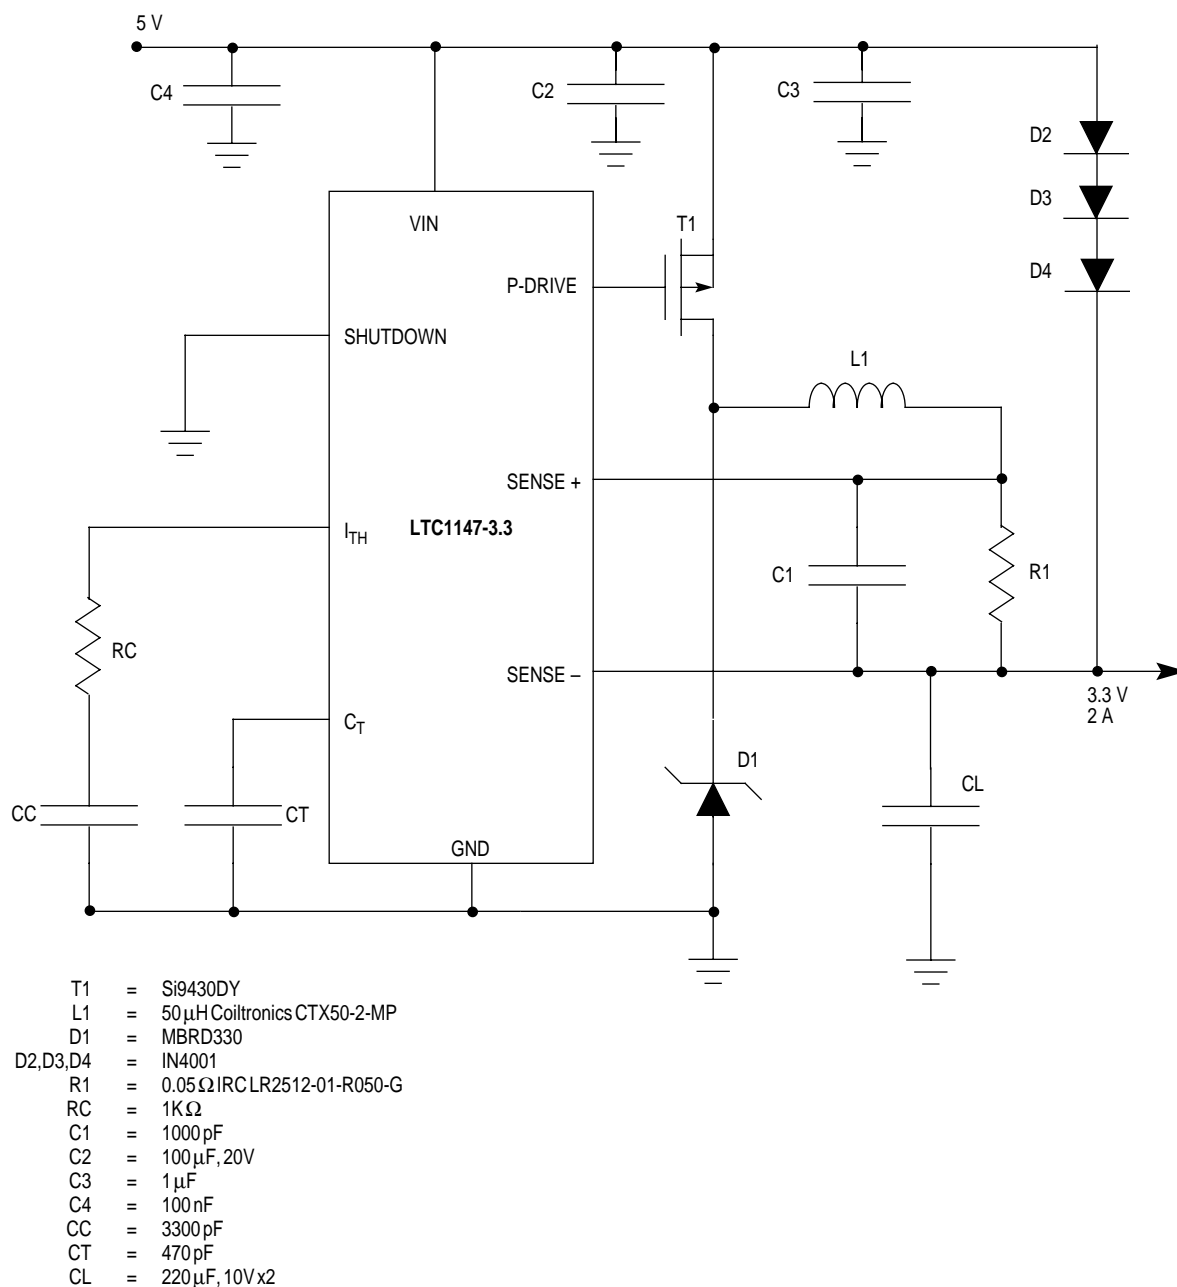 5 V
C4
C2
C3
D2
D3
D4
VIN
T1
P-DRIVE
SHUTDOWN
L1
SENSE +
I_TH
LTC1147-3.3
C1
R1
RC
SENSE –
3.3 V
2 A
C_T
D1
CL
CC
CT
GND
T1 = Si9430DY
L1 = 50 µH Coiltronics CTX50-2-MP
D1 = MBRD330
D2,D3,D4 = IN4001
R1 = 0.05 Ω IRC LR2512-01-R050-G
RC = 1K Ω
C1 = 1000 pF
C2 = 100 µF, 20V
C3 = 1 µF
C4 = 100 nF
CC = 3300 pF
CT = 470 pF
CL = 220 µF, 10V x2